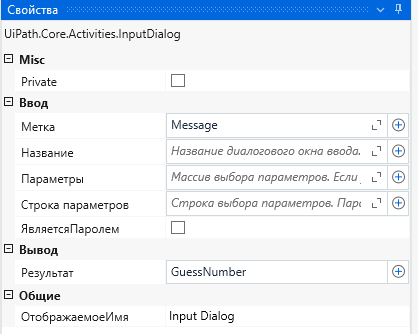 Свойства
UiPath.Core.Activities.InputDialog
Misc
Private
Ввод
Метка Message
Название Название диалогового окна ввода.
Параметры Массив выбора параметров. Если
Строка параметров Строка выбора параметров. Пара
ЯвляетсяПаролем
Вывод
Результат GuessNumber
Общие
ОтображаемоеИмя Input Dialog